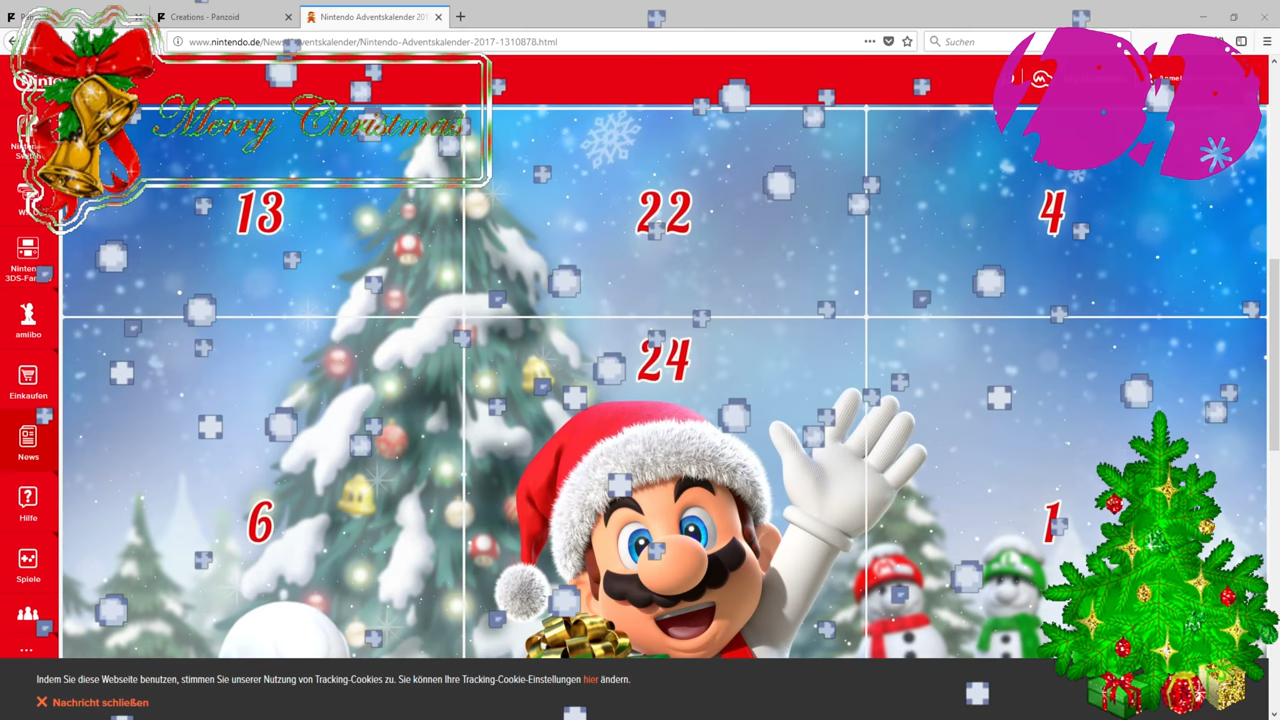 Creations - Panzoid
Nintendo Adventskalender 201
www.nintendo.de/News
Adventskalender/Nintendo-Adventskalender-2017-1310878.html
Suchen
Merry Christmas
13
22
4
24
6
1
amiibo
Einkaufen
News
Hilfe
Spiele
Indem Sie diese Webseite benutzen, stimmen Sie unserer Nutzung von Tracking-Cookies zu. Sie können Ihre Tracking-Cookie-Einstellungen hier ändern.
Nachricht schließen